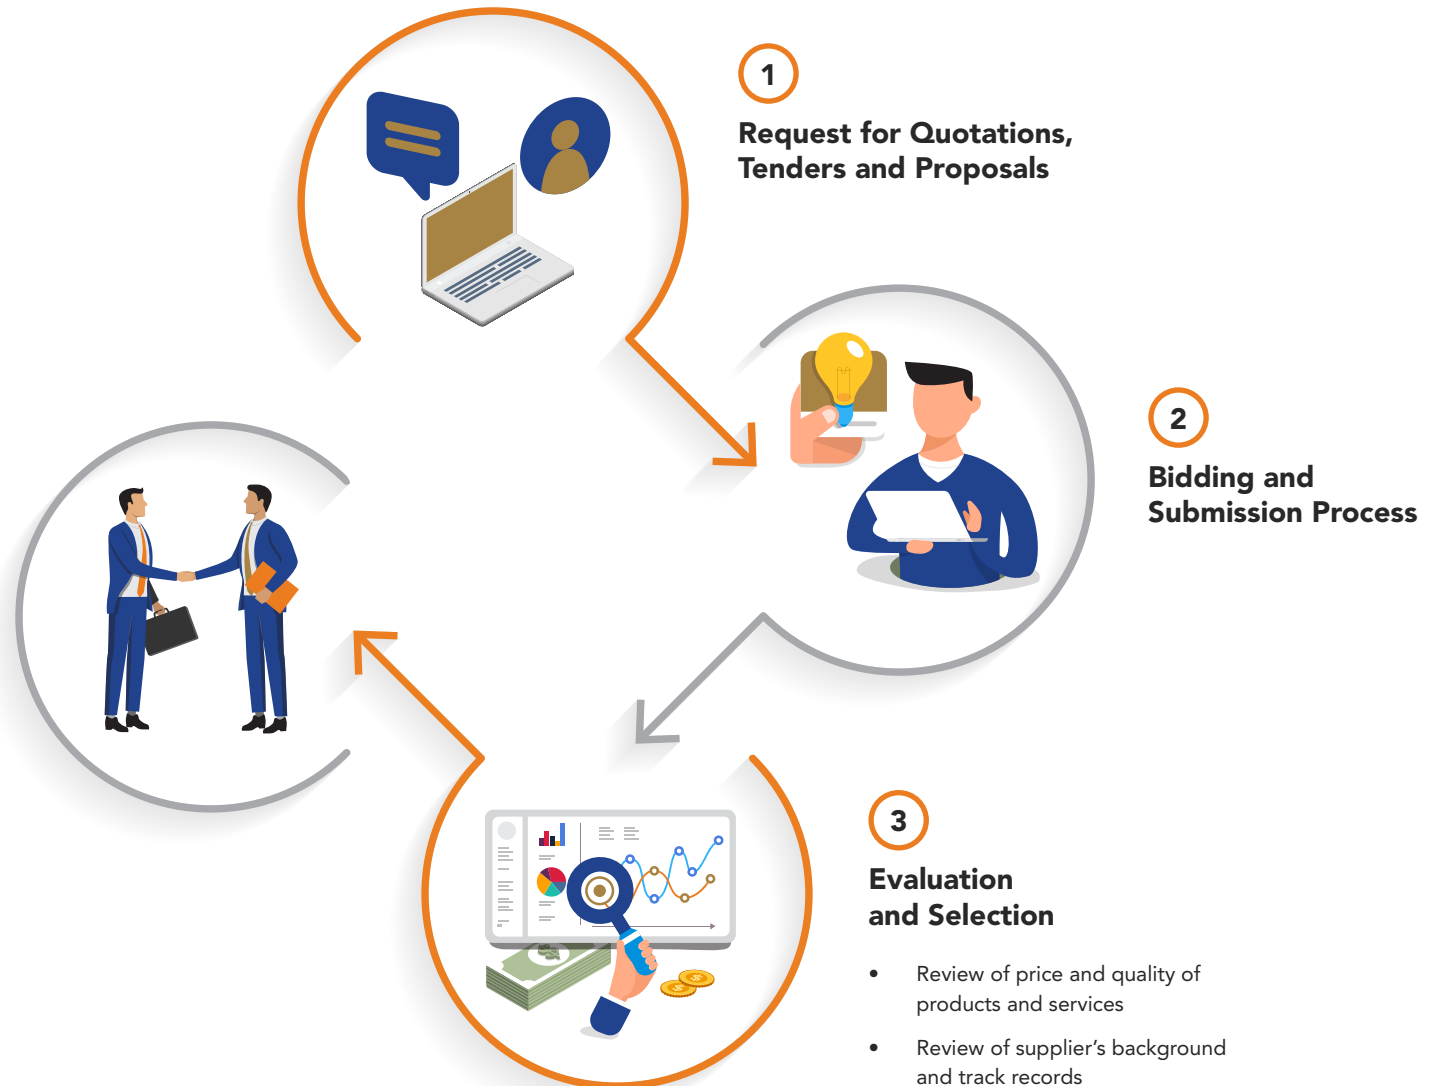 1
Request for Quotations,
Tenders and Proposals
2
Bidding and
Submission Process
3
Evaluation
and Selection
• Review of price and quality of
products and services
• Review of supplier’s background
and track records